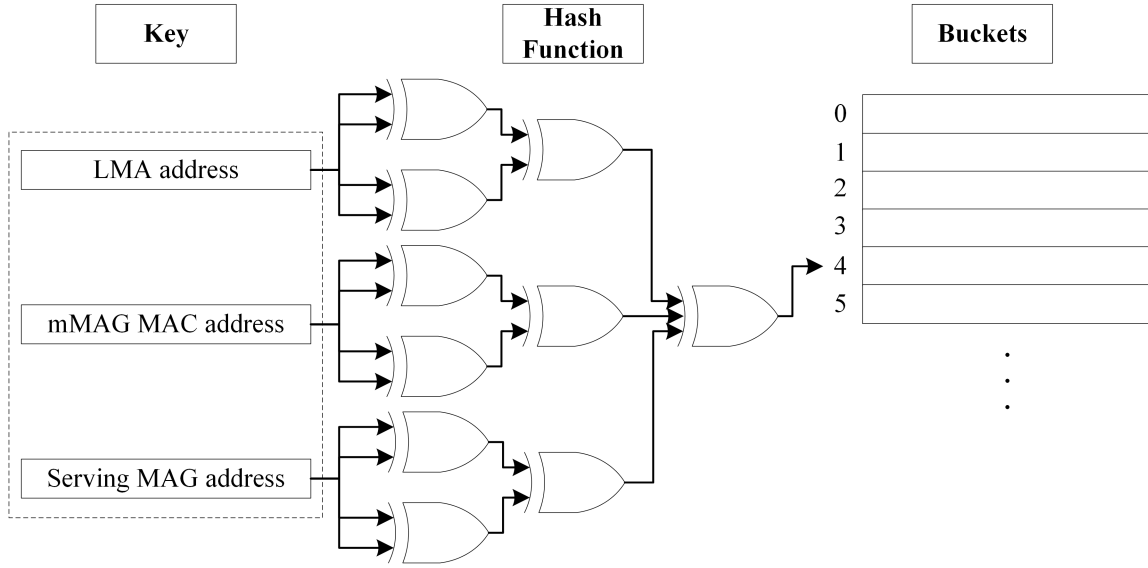 Key
Hash
Function
Buckets
LMA address
mMAG MAC address
Serving MAG address
0
1
2
3
4
5
.
.
.